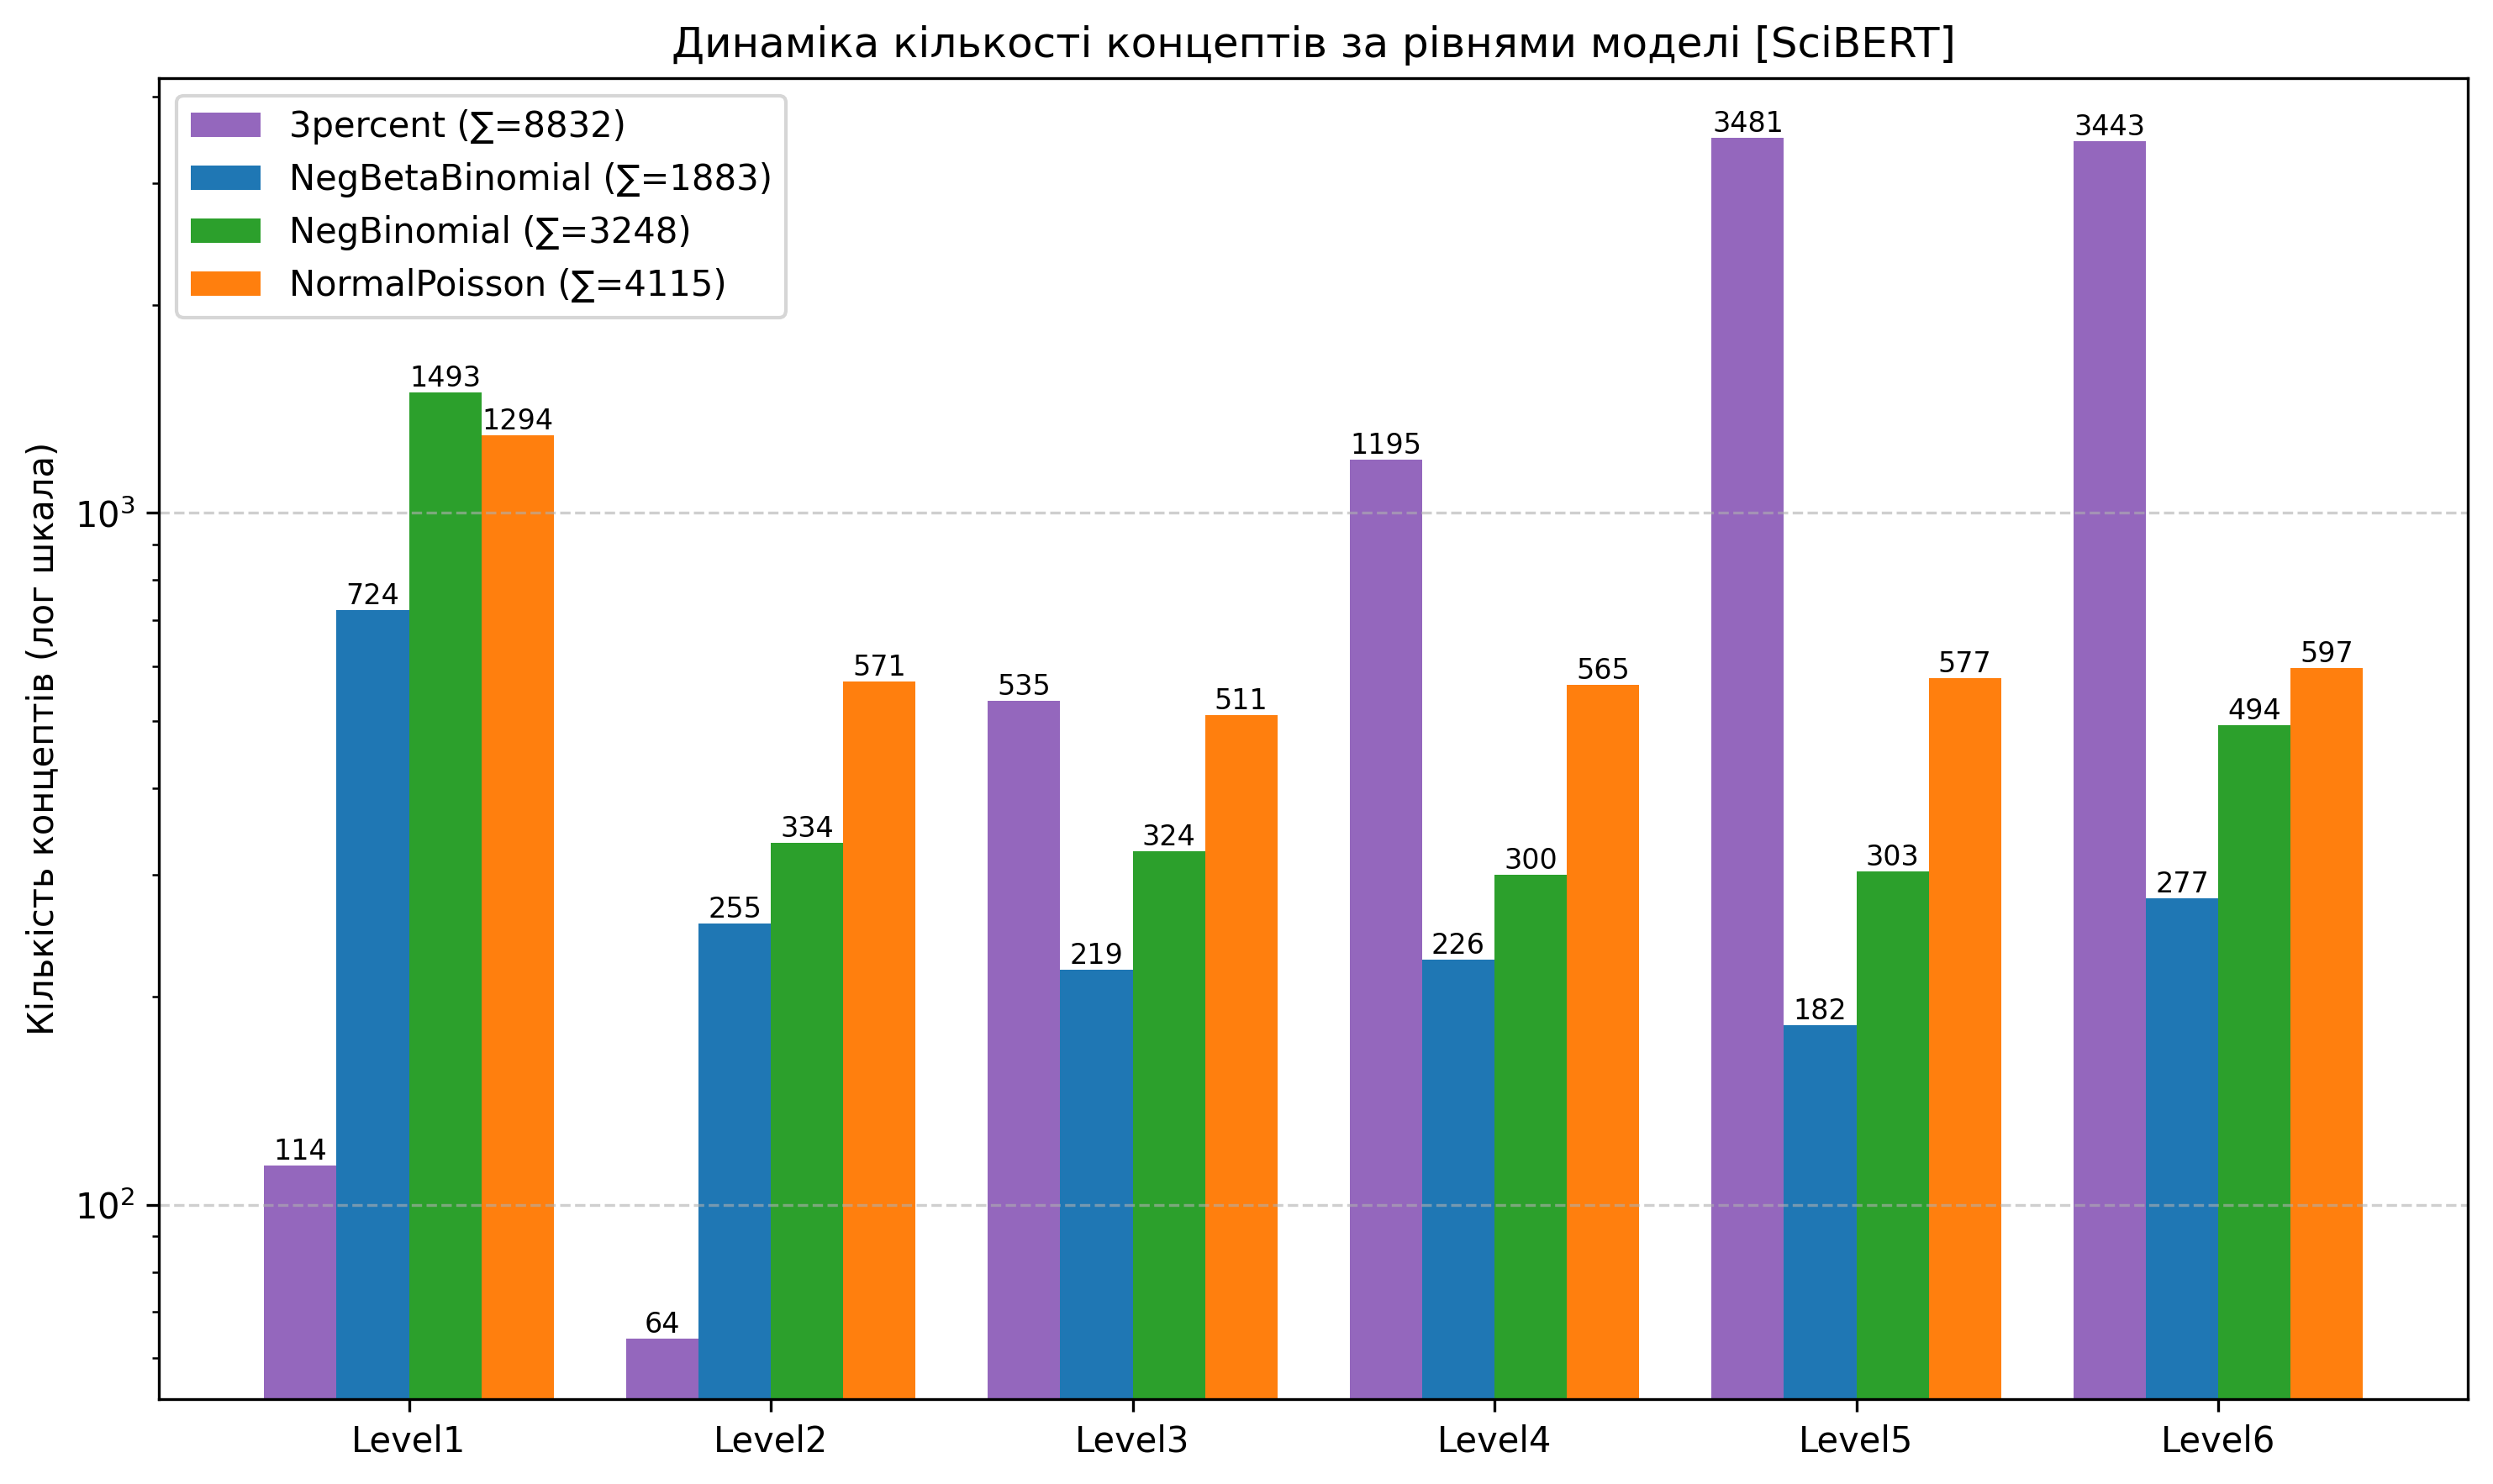 Динаміка кількості концептів за рівнями моделі [SciBERT]
3percent (∑=8832)
NegBetaBinomial (∑=1883)
NegBinomial (∑=3248)
NormalPoisson (∑=4115)
Кількість концептів (лог шкала)
10³
10²
114
724
1493
1294
64
255
334
571
535
219
324
511
1195
226
300
565
3481
182
303
577
3443
277
494
597
Level1
Level2
Level3
Level4
Level5
Level6